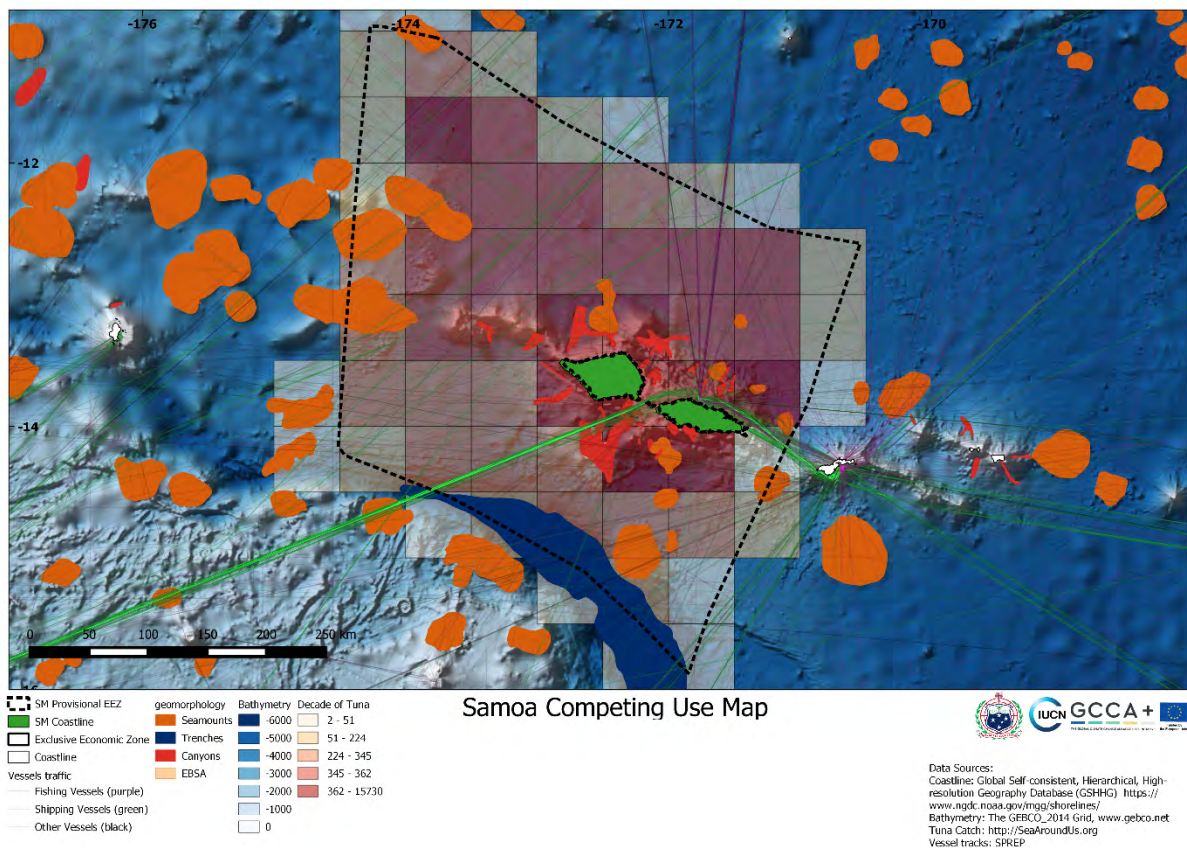 -176 -174 -172 -170
-12
-14
0 50 100 150 200 250 km
Samoa Competing Use Map
SM Provisional EEZ
SM Coastline
Exclusive Economic Zone
Coastline
Vessels traffic
Fishing Vessels (purple)
Shipping Vessels (green)
Other Vessels (black)
geomorphology
Seamounts
Trenches
Canyons
EBSA
Bathymetry
-6000
-5000
-4000
-3000
-2000
-1000
0
Decade of Tuna
2 - 51
51 - 224
224 - 345
345 - 362
362 - 15730
IUCN
GCCA+
Data Sources:
Coastline: Global Self-consistent, Hierarchical, High-
resolution Geography Database (GSHHG) https://
www.ngdc.noaa.gov/mgg/shorelines/
Bathymetry: The GEBCO_2014 Grid, www.gebco.net
Tuna Catch: http://SeaAroundUs.org
Vessel tracks: SPREP